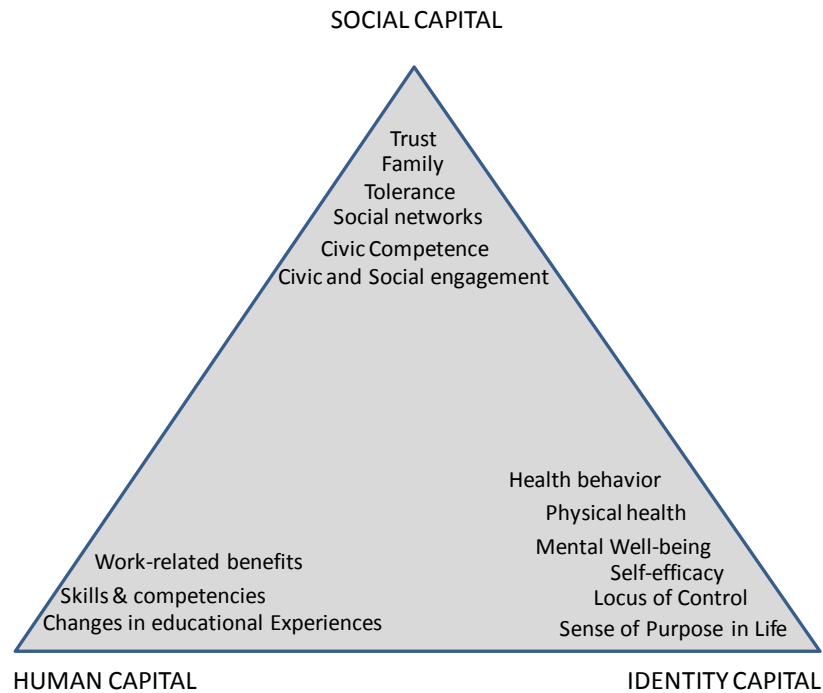 SOCIAL CAPITAL
Trust
Family
Tolerance
Social networks
Civic Competence
Civic and Social engagement
Health behavior
Physical health
Mental Well-being
Self-efficacy
Locus of Control
Sense of Purpose in Life
Work-related benefits
Skills & competencies
Changes in educational Experiences
HUMAN CAPITAL
IDENTITY CAPITAL